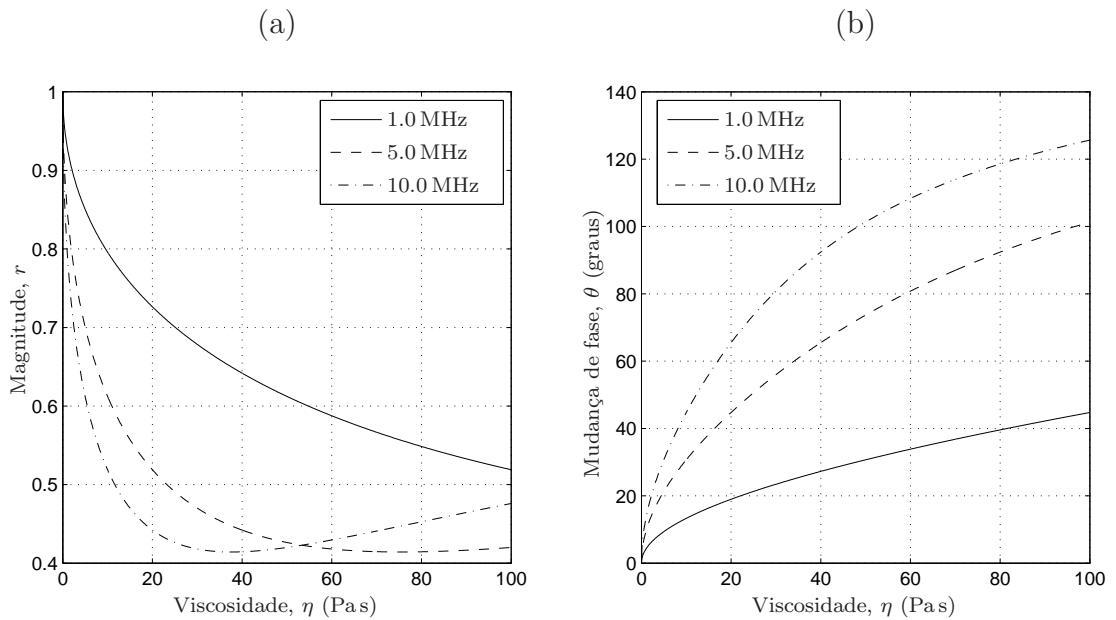 (a)
1
0.9
0.8
0.7
0.6
0.5
0.4
Magnitude, r
1.0 MHz
5.0 MHz
10.0 MHz
0
20
40
60
80
100
Viscosidade, η (Pa s)
(b)
140
120
100
80
60
40
20
0
Mudança de fase, θ (graus)
1.0 MHz
5.0 MHz
10.0 MHz
0
20
40
60
80
100
Viscosidade, η (Pa s)